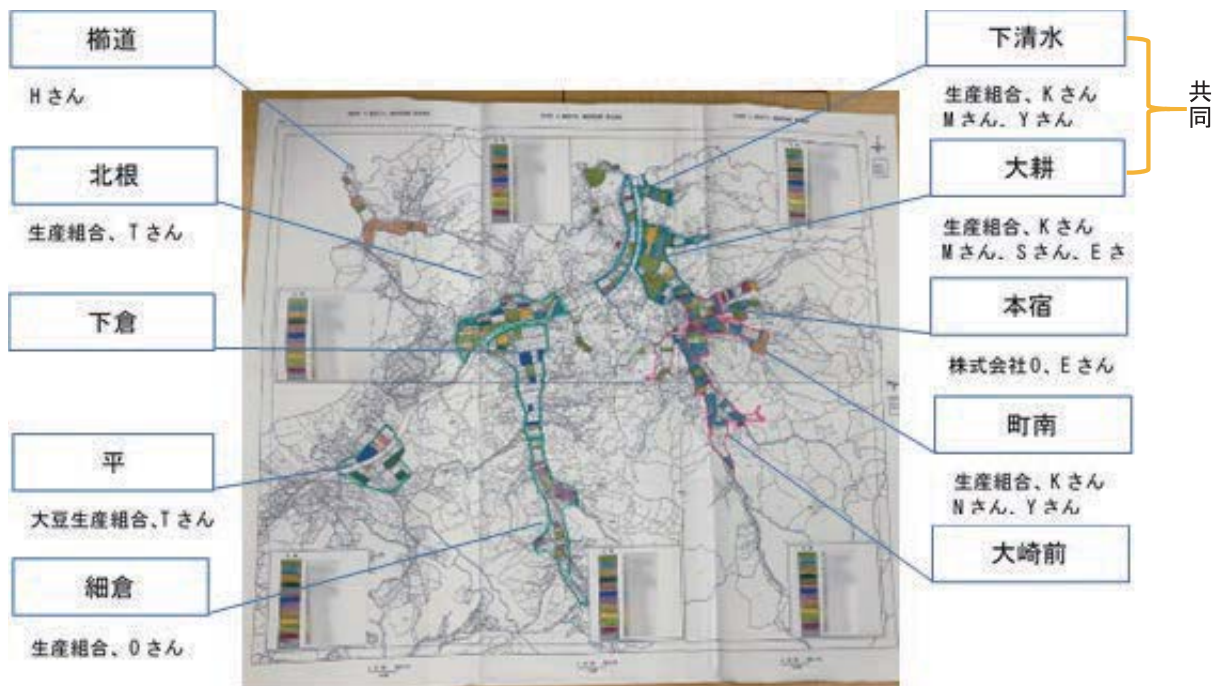 櫛道
Hさん
北根
生産組合、Tさん
下倉
平
大豆生産組合、Tさん
細倉
生産組合、Oさん
下清水
生産組合、Kさん
Mさん、Yさん
大耕
生産組合、Kさん
Mさん、Sさん、Eさ
本宿
株式会社O、Eさん
町南
生産組合、Kさん
Nさん、Yさん
大崎前
共同